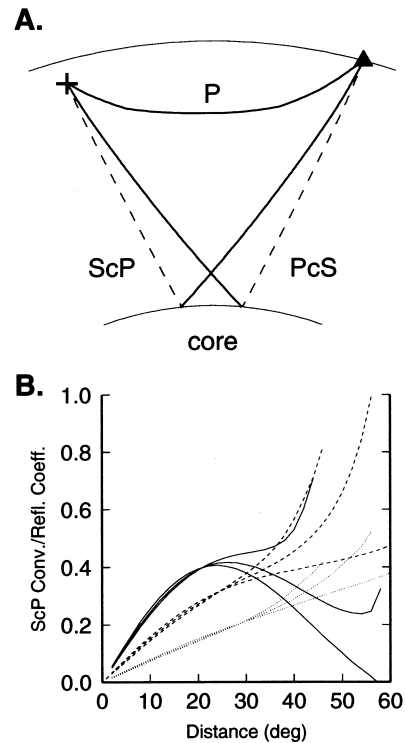 A.
P
ScP PcS
core
B.
1.0
0.8
0.6
0.4
0.2
0.0
ScP Conv./Refl. Coeff.
0 10 20 30 40 50 60
Distance (deg)